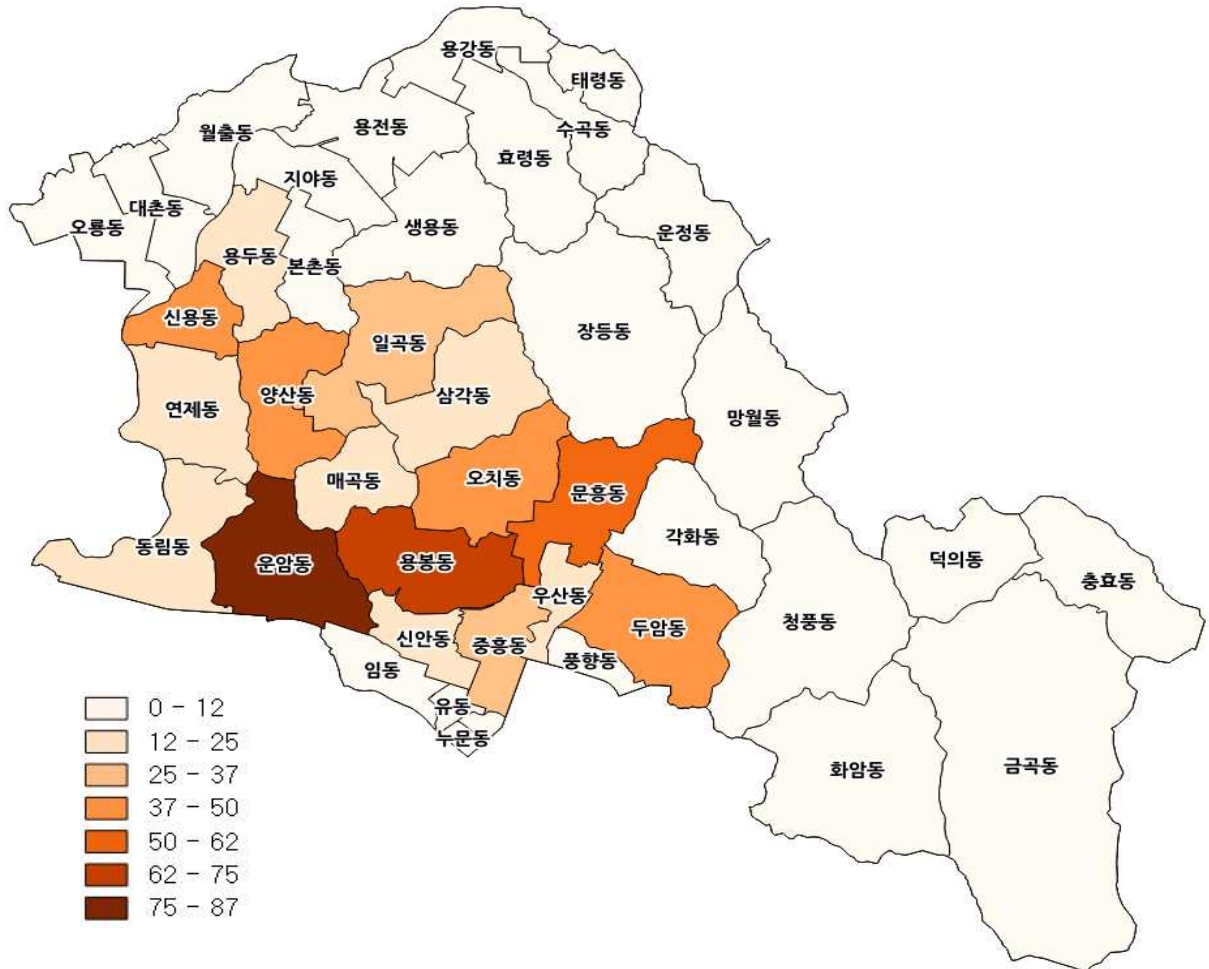 용강동
태령동
월출동
용전동
수곡동
효령동
지야동
대촌동
오룡동
생용동
운정동
용두동
본촌동
신용동
장등동
일곡동
양산동
삼각동
연제동
망월동
매곡동
오치동
문흥동
각화동
동림동
운암동
용봉동
덕의동
충효동
우산동
청풍동
두암동
신안동
중흥동
풍향동
임동
유동
누문동
화암동
금곡동
0 - 12
12 - 25
25 - 37
37 - 50
50 - 62
62 - 75
75 - 87